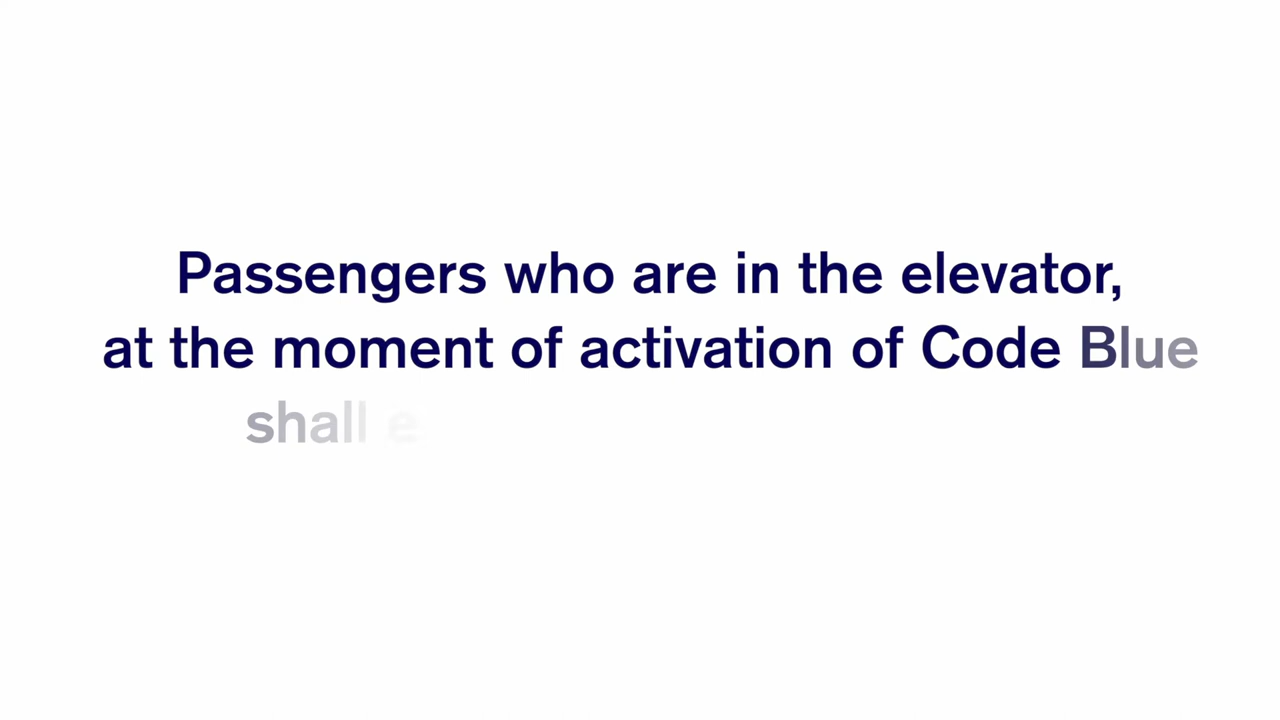 Passengers who are in the elevator,
at the moment of activation of Code Blue
shall